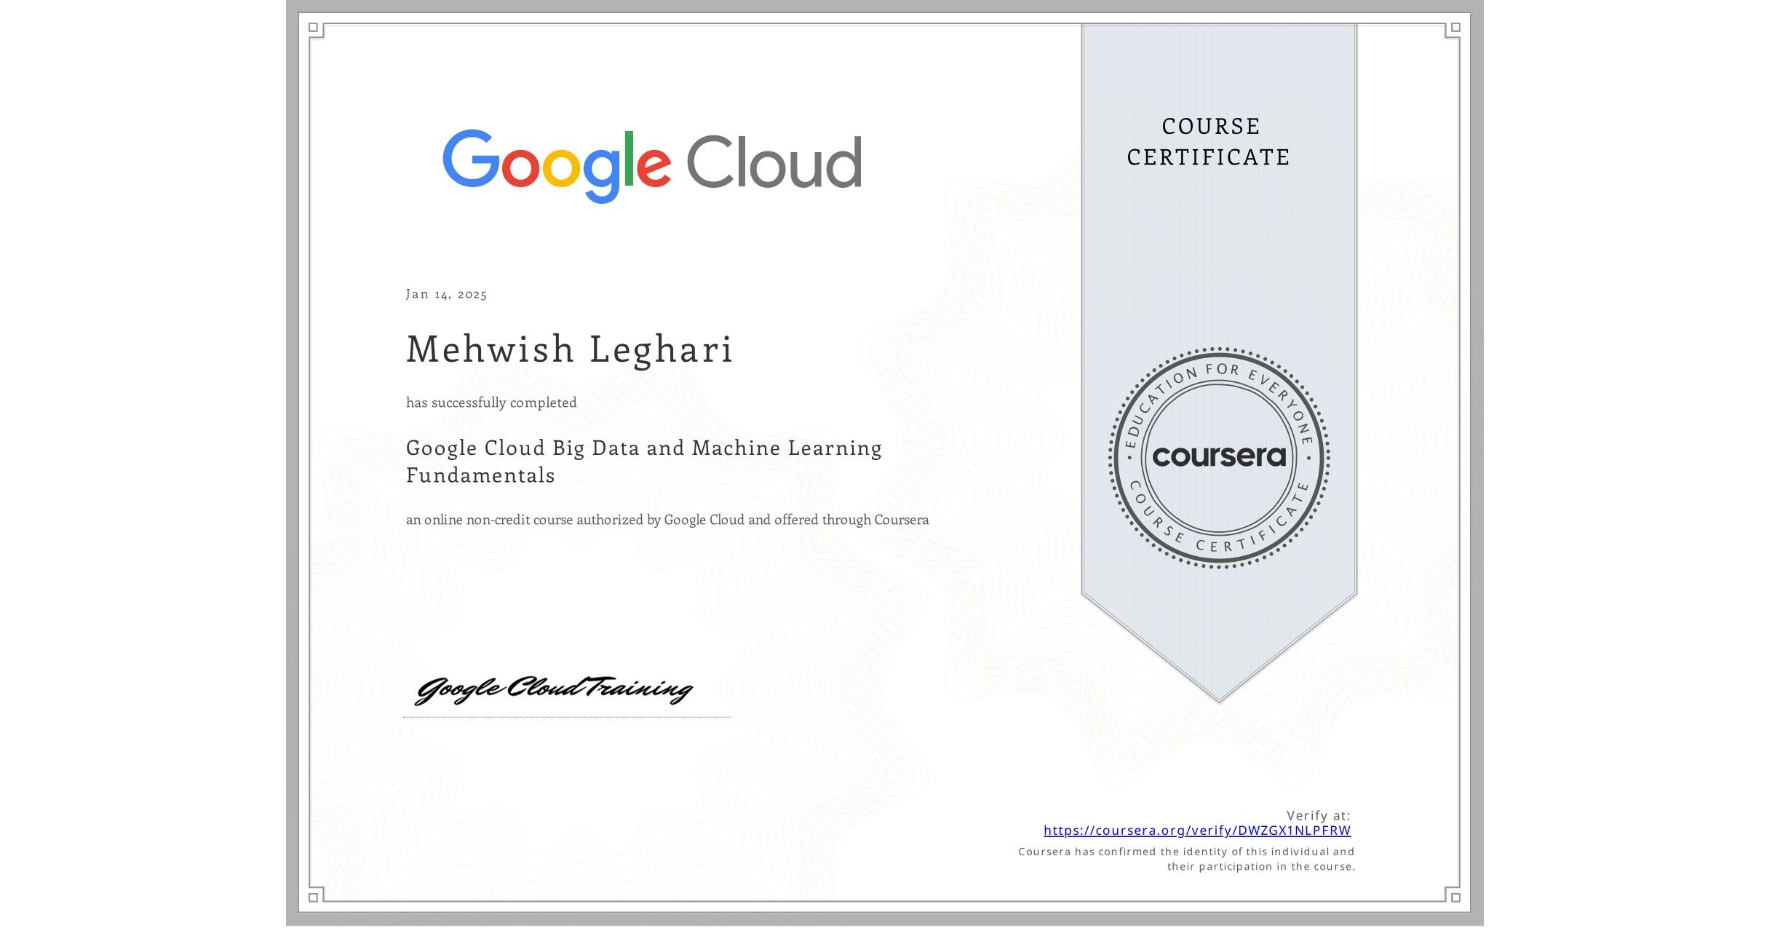 Google Cloud
COURSE
CERTIFICATE
Jan 14, 2025
Mehwish Leghari
has successfully completed
Google Cloud Big Data and Machine Learning
Fundamentals
an online non-credit course authorized by Google Cloud and offered through Coursera
EDUCATION FOR EVERYONE
coursera
COURSE CERTIFICATE
Google Cloud Training
Verify at:
https://coursera.org/verify/DWZGX1NLPFRW
Coursera has confirmed the identity of this individual and
their participation in the course.